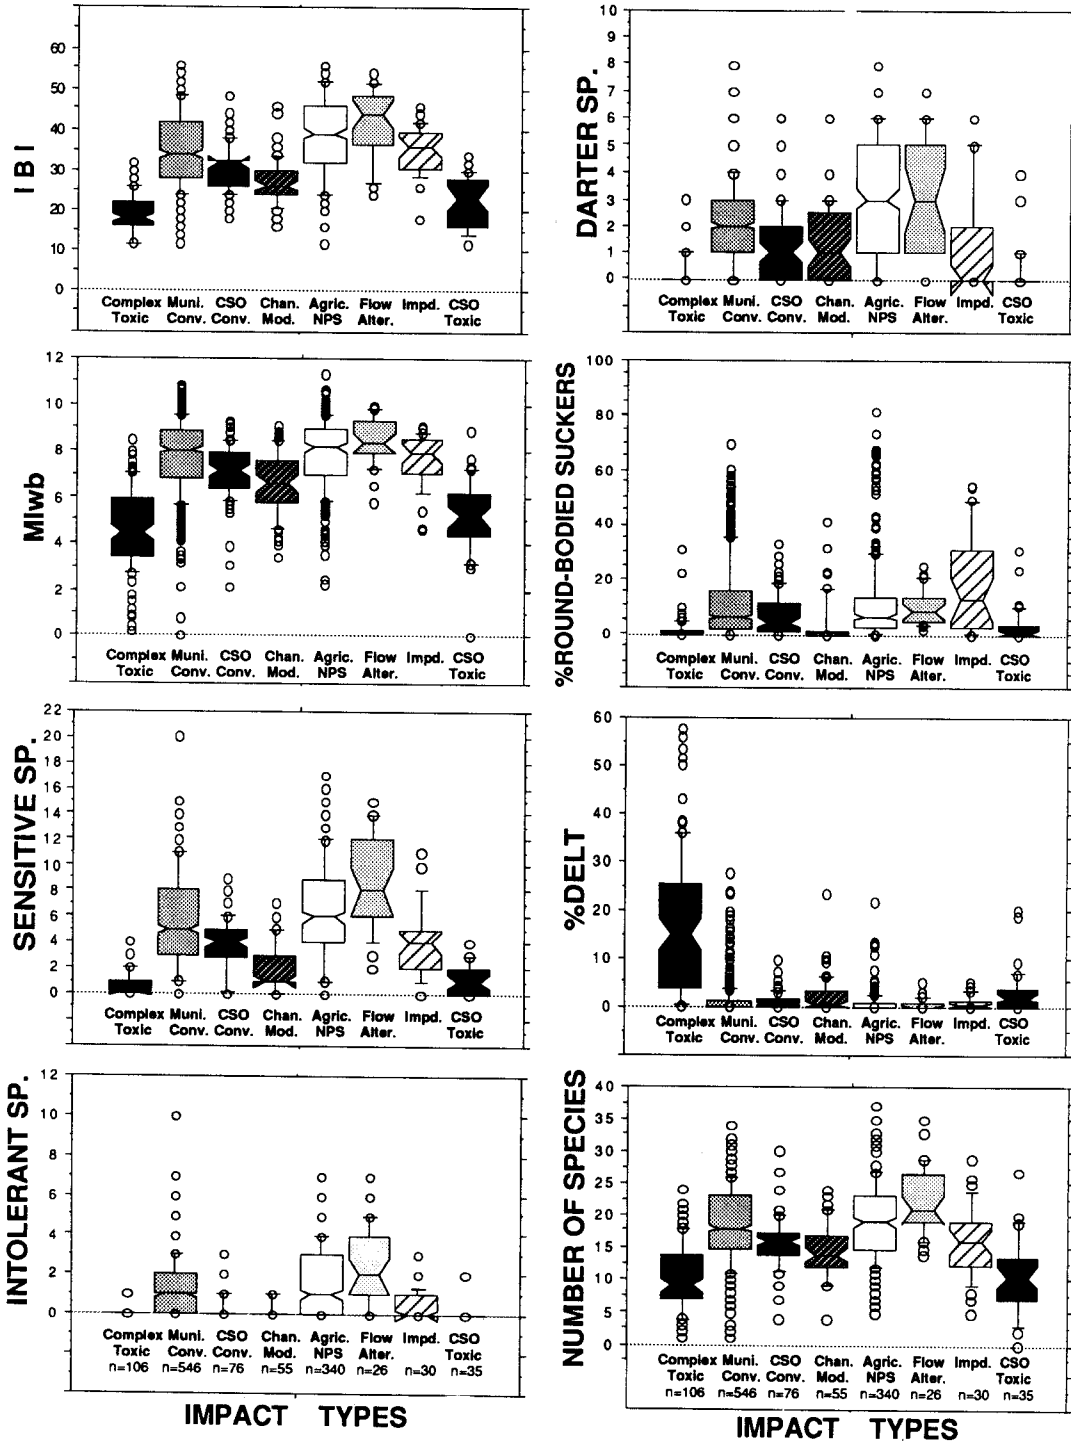 IBI
60
50
40
30
20
10
0
Complex Muni. CSO Chan. Agric. Flow Impd. CSO
Toxic Conv. Conv. Mod. NPS Alter. Toxic
DARTER SP.
10
9
8
7
6
5
4
3
2
1
0
Complex Muni. CSO Chan. Agric. Flow Impd. CSO
Toxic Conv. Conv. Mod. NPS Alter. Toxic
MIwb
12
10
8
6
4
2
0
Complex Muni. CSO Chan. Agric. Flow Impd. CSO
Toxic Conv. Conv. Mod. NPS Alter. Toxic
%ROUND-BODIED SUCKERS
100
80
60
40
20
0
Complex Muni. CSO Chan. Agric. Flow Impd. CSO
Toxic Conv. Conv. Mod. NPS Alter. Toxic
SENSITIVE SP.
22
20
18
16
14
12
10
8
6
4
2
0
Complex Muni. CSO Chan. Agric. Flow Impd. CSO
Toxic Conv. Conv. Mod. NPS Alter. Toxic
%DELT
60
50
40
30
20
10
0
Complex Muni. CSO Chan. Agric. Flow Impd. CSO
Toxic Conv. Conv. Mod. NPS Alter. Toxic
INTOLERANT SP.
12
10
8
6
4
2
0
Complex Muni. CSO Chan. Agric. Flow Impd. CSO
Toxic Conv. Conv. Mod. NPS Alter. Toxic
n=106 n=546 n=76 n=55 n=340 n=26 n=30 n=35
IMPACT TYPES
NUMBER OF SPECIES
40
35
30
25
20
15
10
5
0
Complex Muni. CSO Chan. Agric. Flow Impd. CSO
Toxic Conv. Conv. Mod. NPS Alter. Toxic
n=106 n=546 n=76 n=55 n=340 n=26 n=30 n=35
IMPACT TYPES